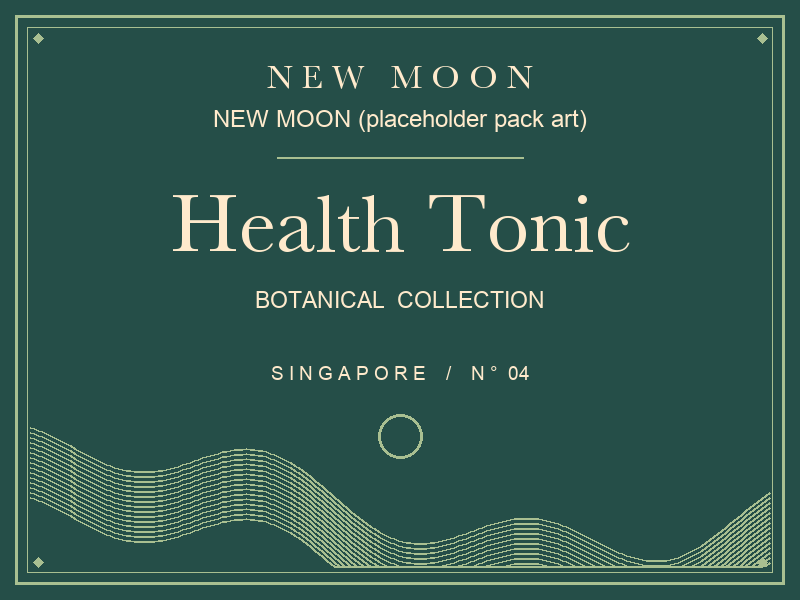 NEW MOON
NEW MOON (placeholder pack art)
Health Tonic
BOTANICAL COLLECTION
SINGAPORE / N° 04